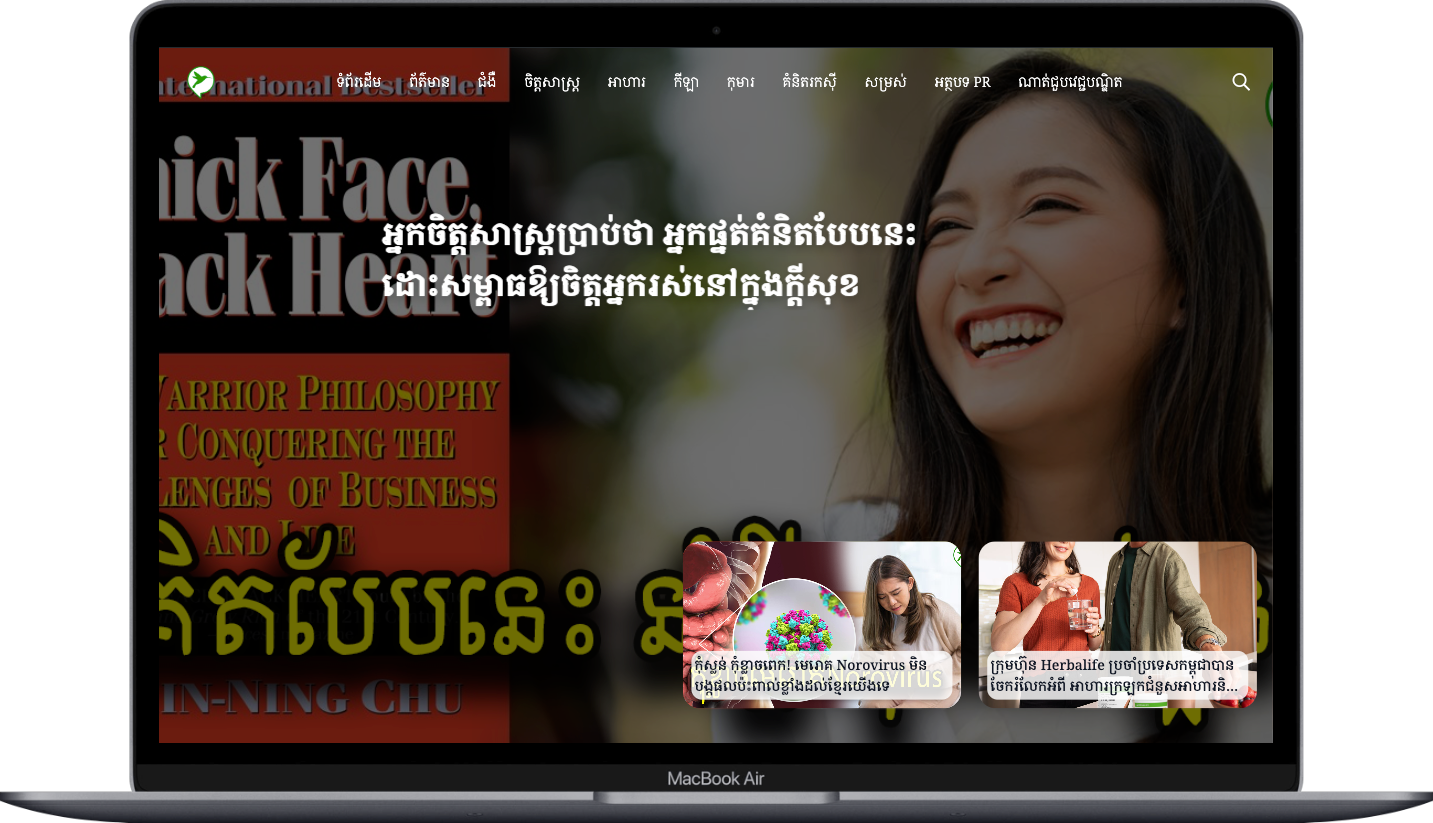 ទំព័រដើម ព័ត៌មាន ជំងឺ ចិត្តសាស្ត្រ អាហារ កីឡា កុមារ គំនិតរកស៊ី សម្រស់ អត្ថបទ PR ណាត់ជួបវេជ្ជបណ្ឌិត
International Bestseller
hick Face,
ack Heart
អ្នកចិត្តសាស្ត្រប្រាប់ថា អ្នកផ្នត់គំនិតបែបនេះ
ដោះសម្ពាធឱ្យចិត្តអ្នករស់នៅក្នុងក្តីសុខ
ARRIOR PHILOSOPHY
R CONQUERING THE
LENGES OF BUSINESS
AND LIFE
គិតបែបនេះ
IN-NING CHU
កុំស្លន់ កុំខ្លាចពេក! មេរោគ Norovirus មិន
បង្កផលប៉ះពាល់ខ្លាំងដល់ខ្មែរយើងទេ
ក្រុមហ៊ុន Herbalife ប្រចាំប្រទេសកម្ពុជាបាន
ចែករំលែកអំពី អាហារក្រឡុកជំនួសអាហារនិ...
MacBook Air